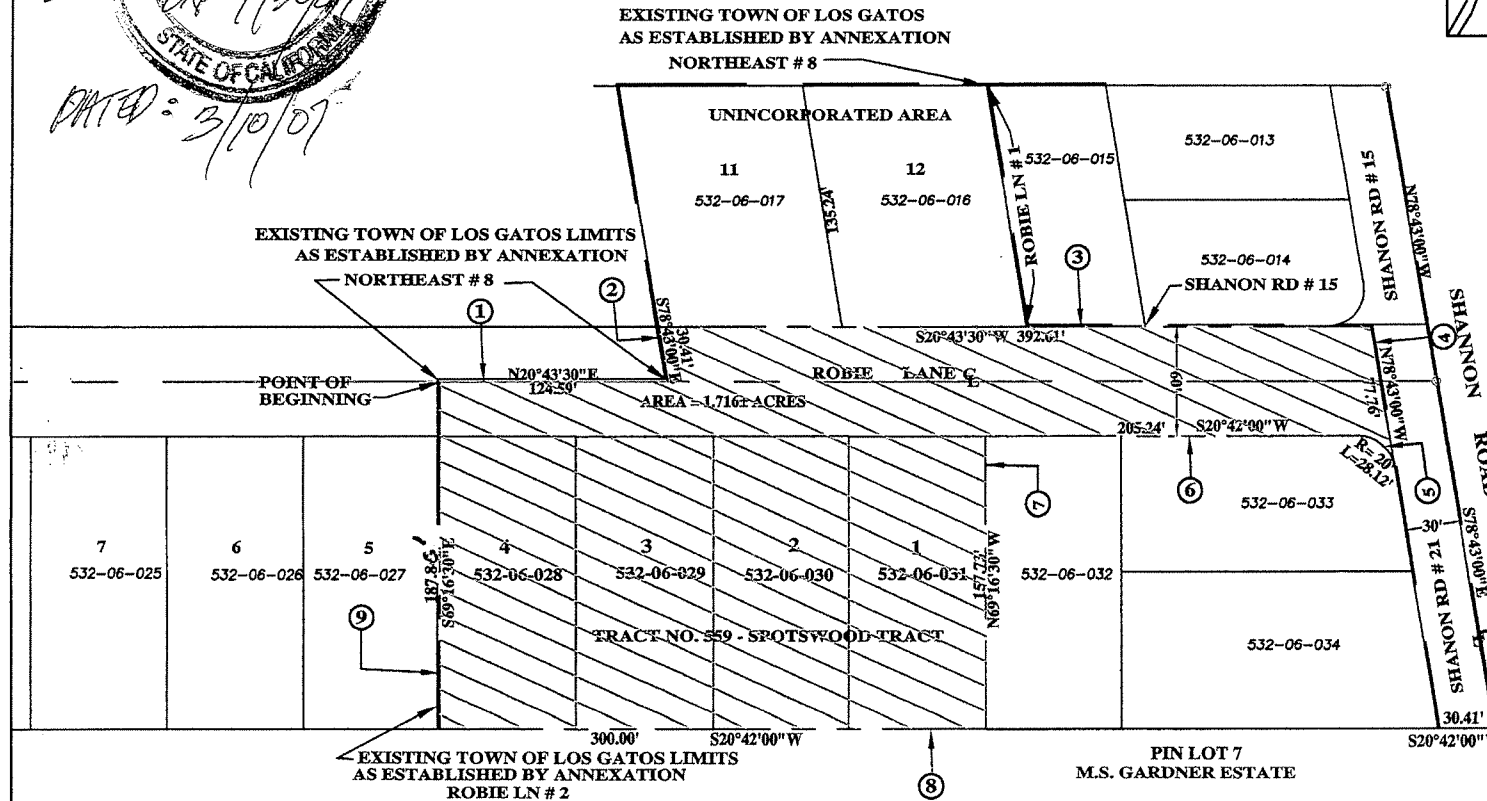 STATE OF CALIFORNIA
DATED: 3/10/07
EXISTING TOWN OF LOS GATOS
AS ESTABLISHED BY ANNEXATION
NORTHEAST # 8
UNINCORPORATED AREA
11
532-06-017
135.24'
12
532-06-016
ROBIE LN # 1
532-06-015
532-06-013
532-06-014
SHANON RD # 15
SHANON RD # 15
N78°43'00"W
SHANNON ROAD
EXISTING TOWN OF LOS GATOS LIMITS
AS ESTABLISHED BY ANNEXATION
NORTHEAST # 8
1
2
3
4
S78°43'00"E
30.41'
S20°43'30"W 392.61'
N20°43'30"E
124.59'
POINT OF
BEGINNING
ROBIE LANE CL
AREA = 1.716± ACRES
60'
N78°43'00"W
77.76'
205.24' S20°42'00"W
R= 20'
L=28.12'
5
6
7
7
532-06-025
6
532-06-026
5
532-06-027
187.86'
S69°16'30"E
4
532-06-028
3
532-06-029
2
532-06-030
1
532-06-031
157.72'
N69°16'30"W
532-06-032
532-06-033
532-06-034
30'
SHANON RD # 21
S78°43'00"E
30.41'
S20°42'00"W
9
TRACT NO. 559 - SPOTSWOOD TRACT
300.00' S20°42'00"W
8
EXISTING TOWN OF LOS GATOS LIMITS
AS ESTABLISHED BY ANNEXATION
ROBIE LN # 2
PIN LOT 7
M.S. GARDNER ESTATE